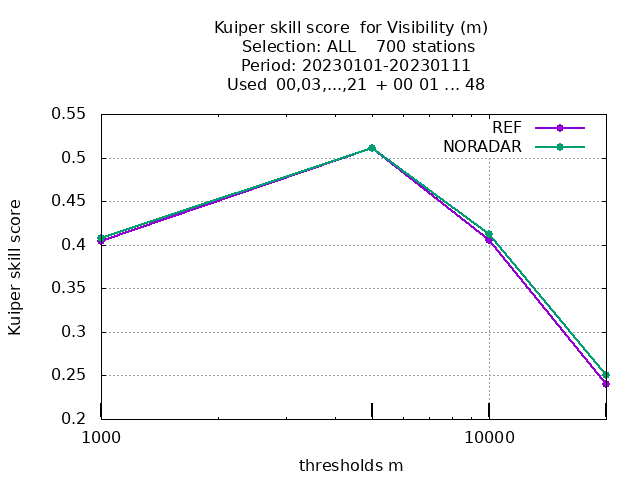 Kuiper skill score  for Visibility (m)
Selection: ALL    700 stations
Period: 20230101-20230111
Used  00,03,...,21  + 00 01 ... 48
0.55
REF
NORADAR
0.5
0.45
0.4
0.35
0.3
0.25
0.2
Kuiper skill score
1000
10000
thresholds m